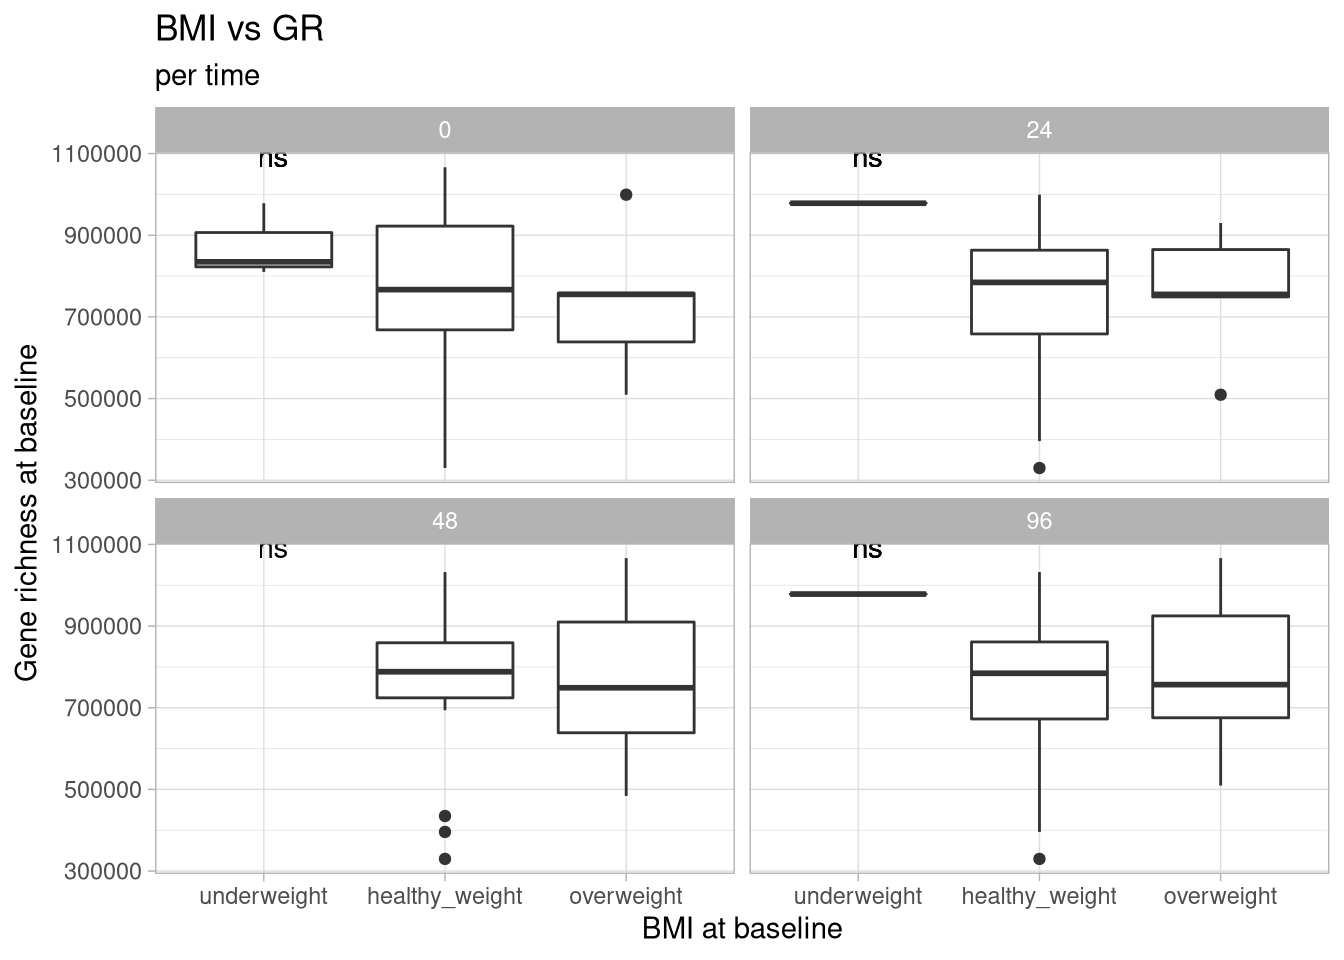 BMI vs GR
per time
0
24
1100000
900000
700000
500000
300000
ns
ns
48
96
1100000
900000
700000
500000
300000
ns
ns
underweight
healthy_weight
overweight
underweight
healthy_weight
overweight
BMI at baseline
Gene richness at baseline